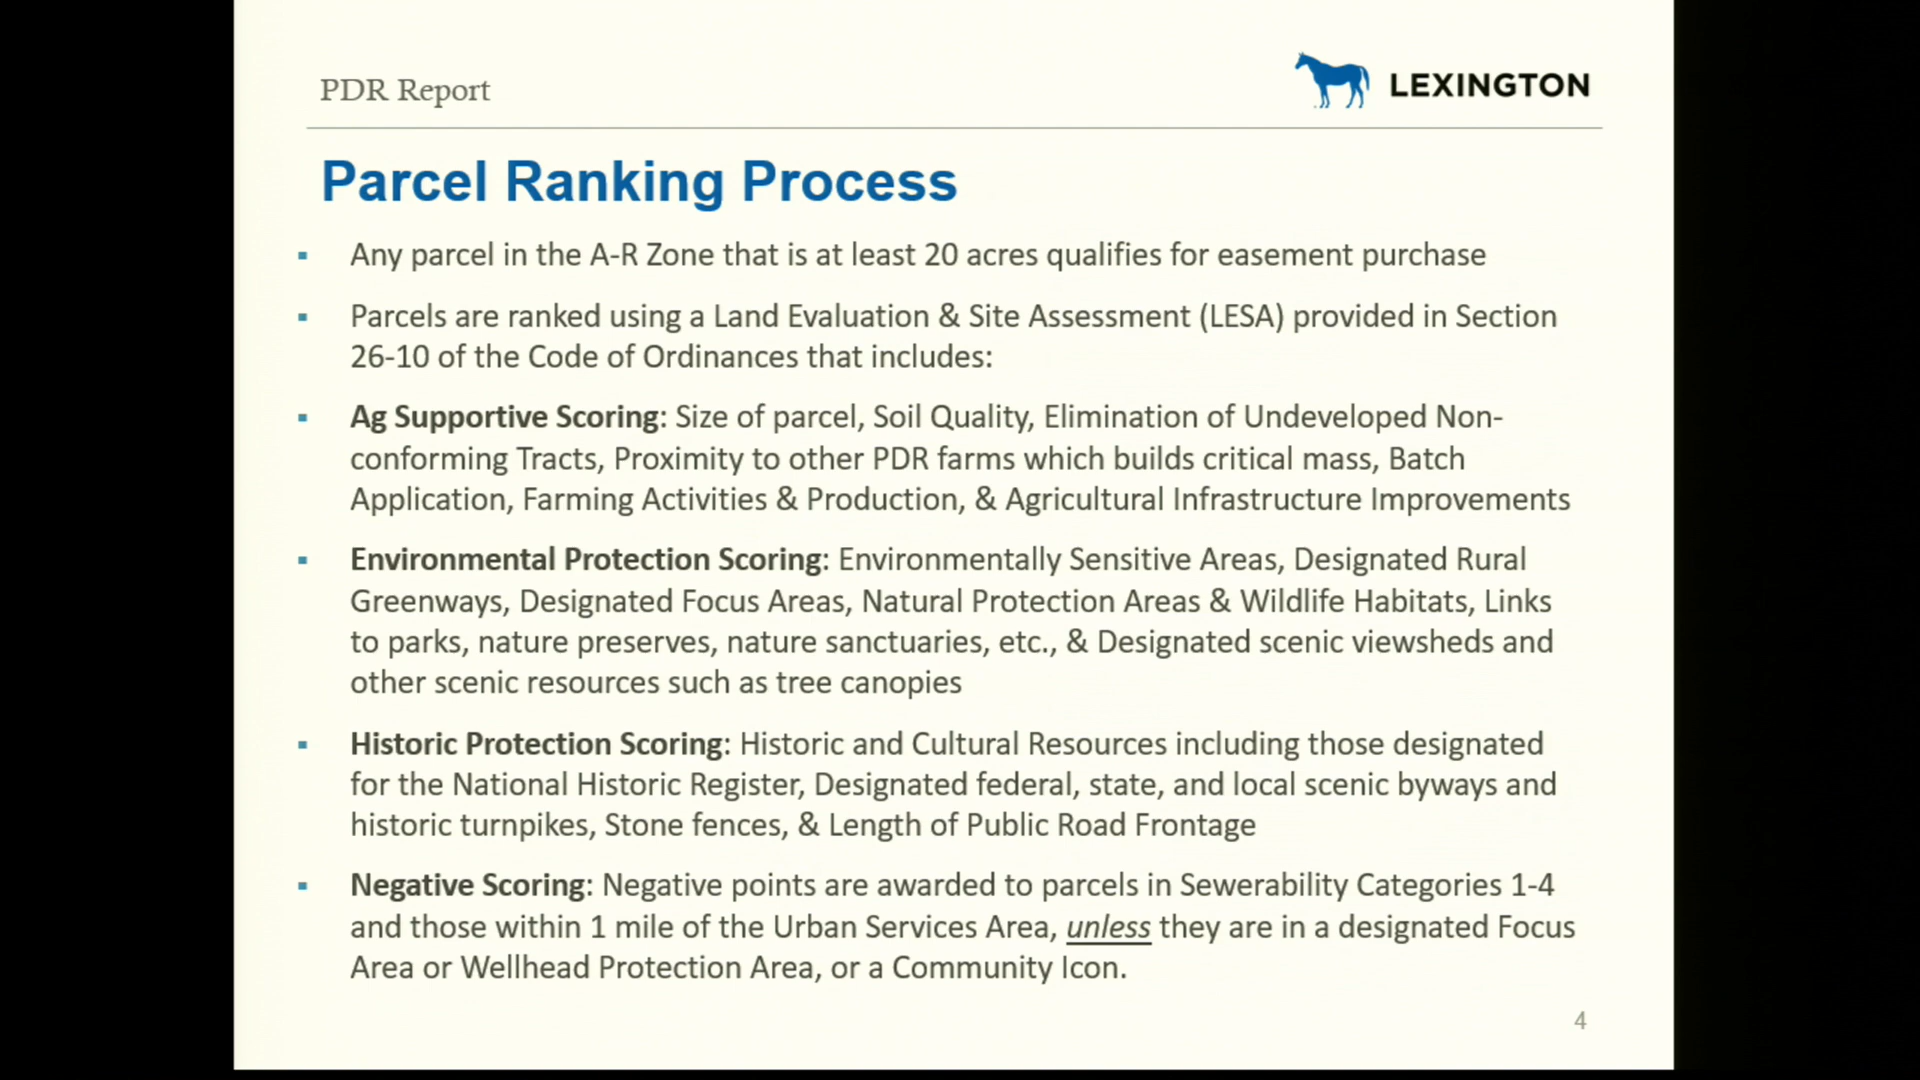 PDR Report
LEXINGTON
Parcel Ranking Process
▪ Any parcel in the A-R Zone that is at least 20 acres qualifies for easement purchase
▪ Parcels are ranked using a Land Evaluation & Site Assessment (LESA) provided in Section
26-10 of the Code of Ordinances that includes:
▪ Ag Supportive Scoring: Size of parcel, Soil Quality, Elimination of Undeveloped Non-
conforming Tracts, Proximity to other PDR farms which builds critical mass, Batch
Application, Farming Activities & Production, & Agricultural Infrastructure Improvements
▪ Environmental Protection Scoring: Environmentally Sensitive Areas, Designated Rural
Greenways, Designated Focus Areas, Natural Protection Areas & Wildlife Habitats, Links
to parks, nature preserves, nature sanctuaries, etc., & Designated scenic viewsheds and
other scenic resources such as tree canopies
▪ Historic Protection Scoring: Historic and Cultural Resources including those designated
for the National Historic Register, Designated federal, state, and local scenic byways and
historic turnpikes, Stone fences, & Length of Public Road Frontage
▪ Negative Scoring: Negative points are awarded to parcels in Sewerability Categories 1-4
and those within 1 mile of the Urban Services Area, unless they are in a designated Focus
Area or Wellhead Protection Area, or a Community Icon.
4